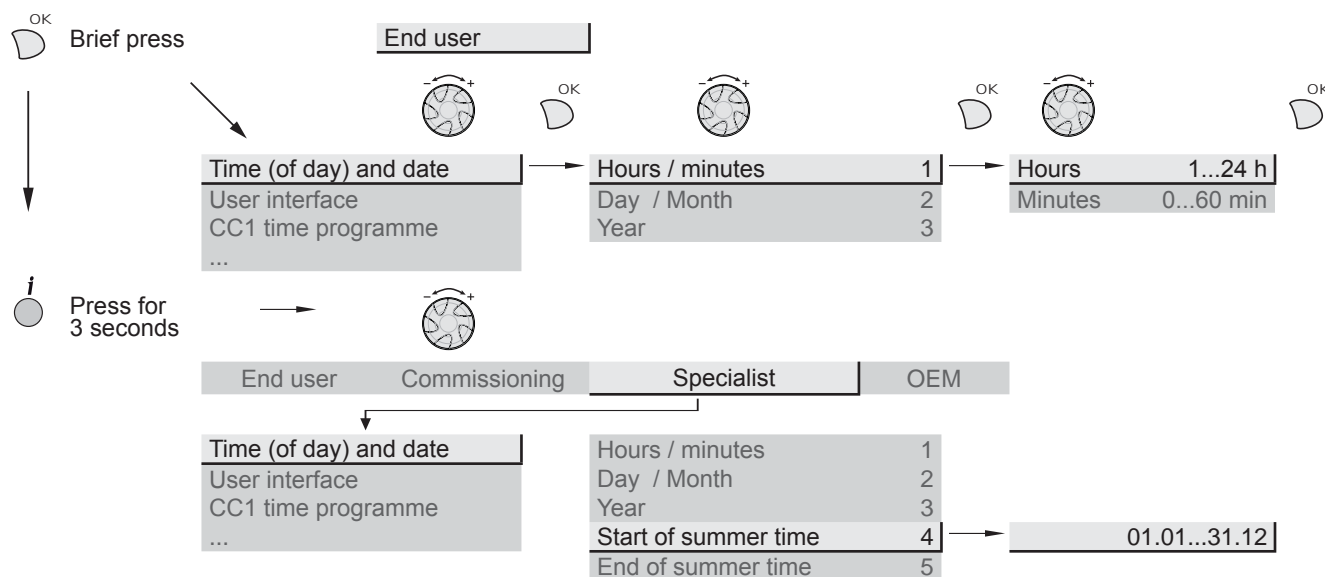 OK
Brief press
End user
- +
OK
- +
OK
- +
OK
Time (of day) and date
Hours / minutes 1
Hours 1...24 h
User interface
Day / Month 2
Minutes 0...60 min
CC1 time programme
Year 3
...
i
Press for
3 seconds
- +
End user Commissioning Specialist OEM
Time (of day) and date
Hours / minutes 1
User interface
Day / Month 2
CC1 time programme
Year 3
...
Start of summer time 4
01.01...31.12
End of summer time 5